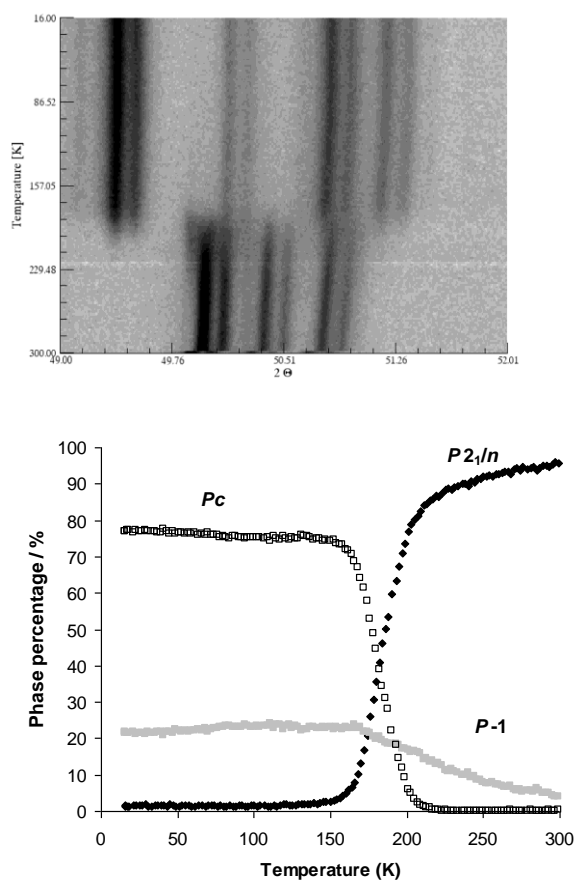 16.00
86.52
157.05
229.48
300.00
Temperature [K]
49.00 49.76 50.51 51.26 52.01
2 Θ
100
90
80
70
60
50
40
30
20
10
0
Phase percentage / %
Pc
P 2₁/n
P -1
0 50 100 150 200 250 300
Temperature (K)